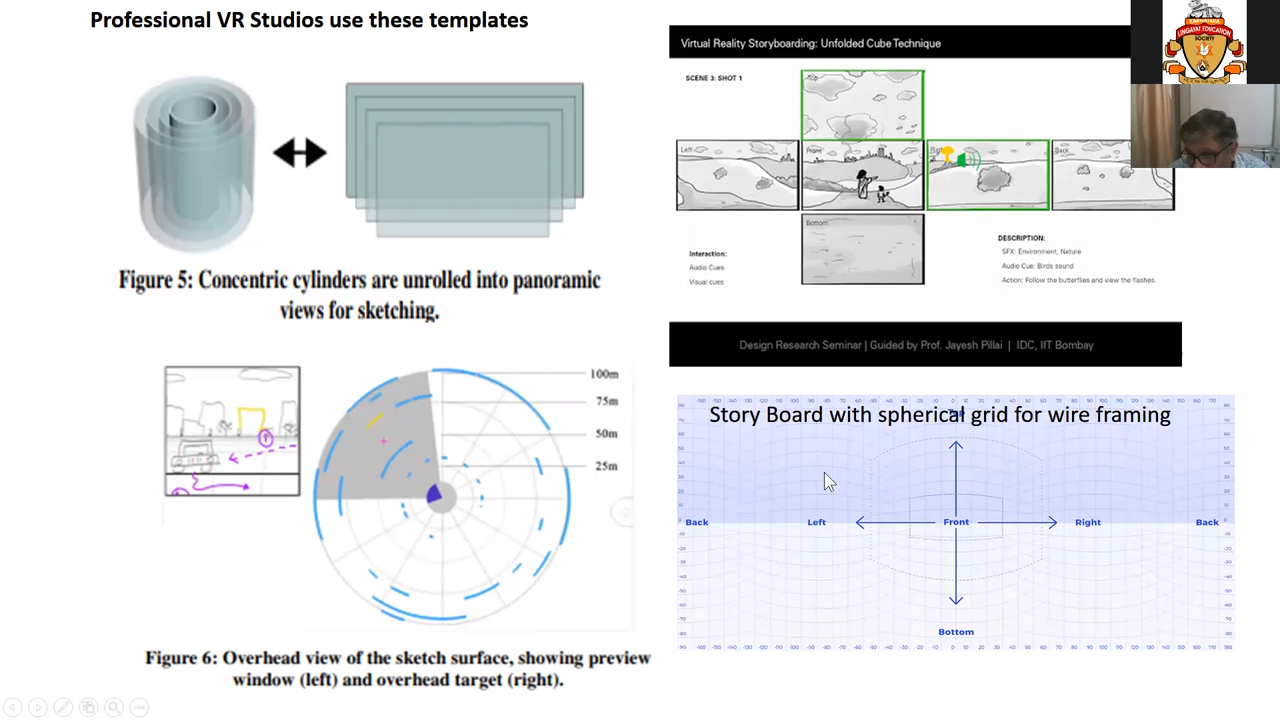 Professional VR Studios use these templates
Figure 5: Concentric cylinders are unrolled into panoramic
views for sketching.
100m
75m
50m
25m
Figure 6: Overhead view of the sketch surface, showing preview
window (left) and overhead target (right).
Virtual Reality Storyboarding: Unfolded Cube Technique
SCENE 3: SHOT 1
Top
Left
Front
Back
Bottom
Interaction:
Audio Cues
Visual cues
DESCRIPTION:
SFX: Environment, Nature
Audio Cue: Birds sound
Action: Follow the butterflies and view the flashes.
Design Research Seminar | Guided by Prof. Jayesh Pillai | IDC, IIT Bombay
KARNATAKA
LINGAYAT EDUCATION
SOCIETY
Story Board with spherical grid for wire framing
Back
Left
Front
Right
Back
Bottom